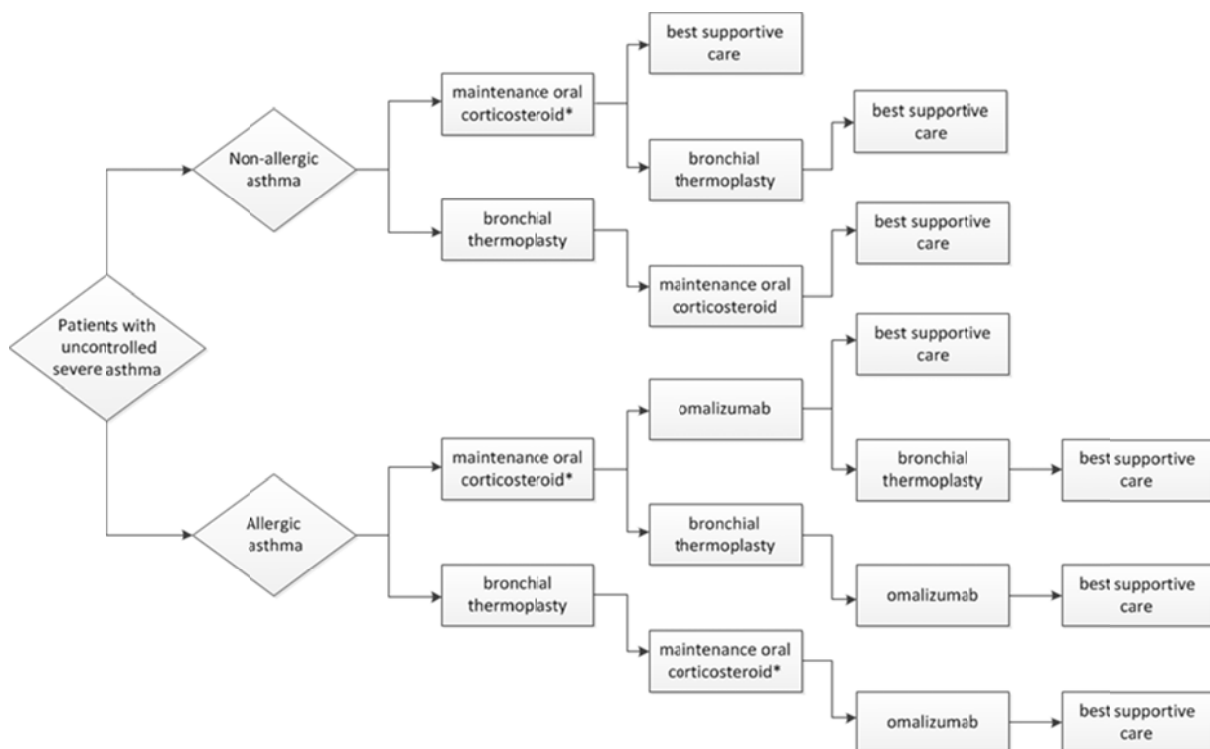 best supportive
care
maintenance oral
corticosteroid*
best supportive
care
Non-allergic
asthma
bronchial
thermoplasty
bronchial
thermoplasty
best supportive
care
maintenance oral
corticosteroid
Patients with
uncontrolled
severe asthma
best supportive
care
omalizumab
maintenance oral
corticosteroid*
bronchial
thermoplasty
best supportive
care
Allergic
asthma
bronchial
thermoplasty
bronchial
thermoplasty
omalizumab
best supportive
care
maintenance oral
corticosteroid*
omalizumab
best supportive
care